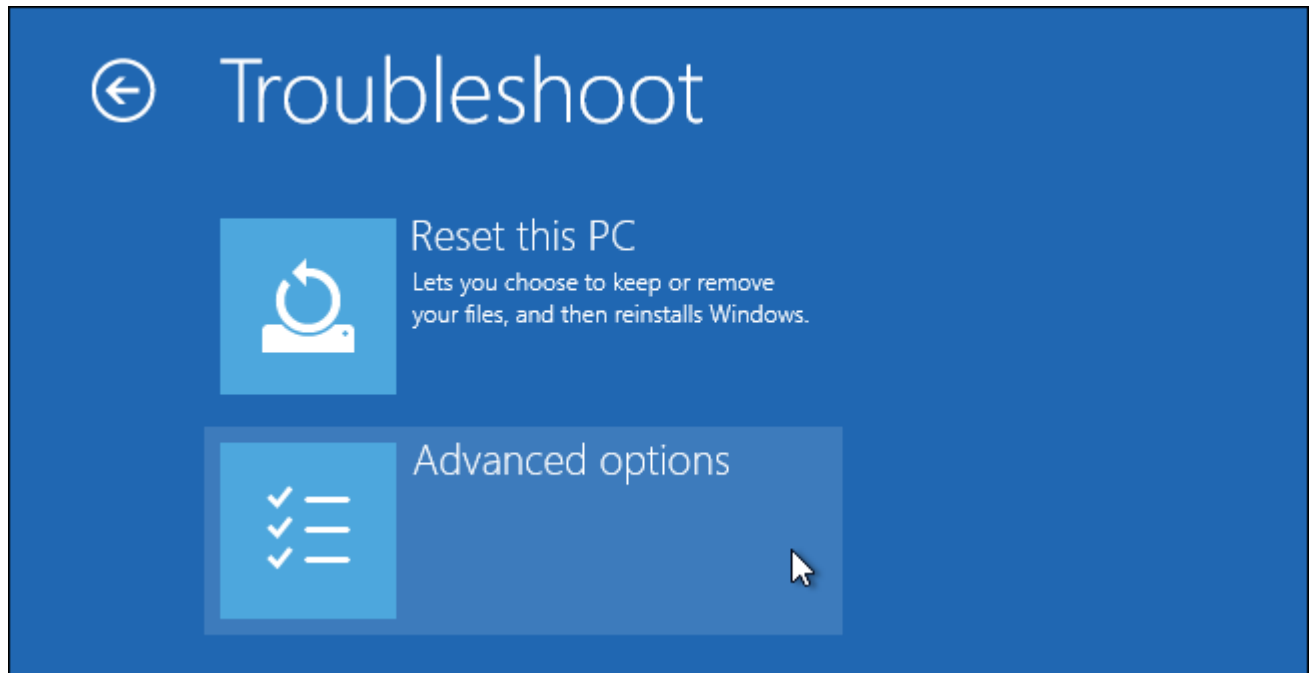 Troubleshoot
Reset this PC
Lets you choose to keep or remove
your files, and then reinstalls Windows.
Advanced options